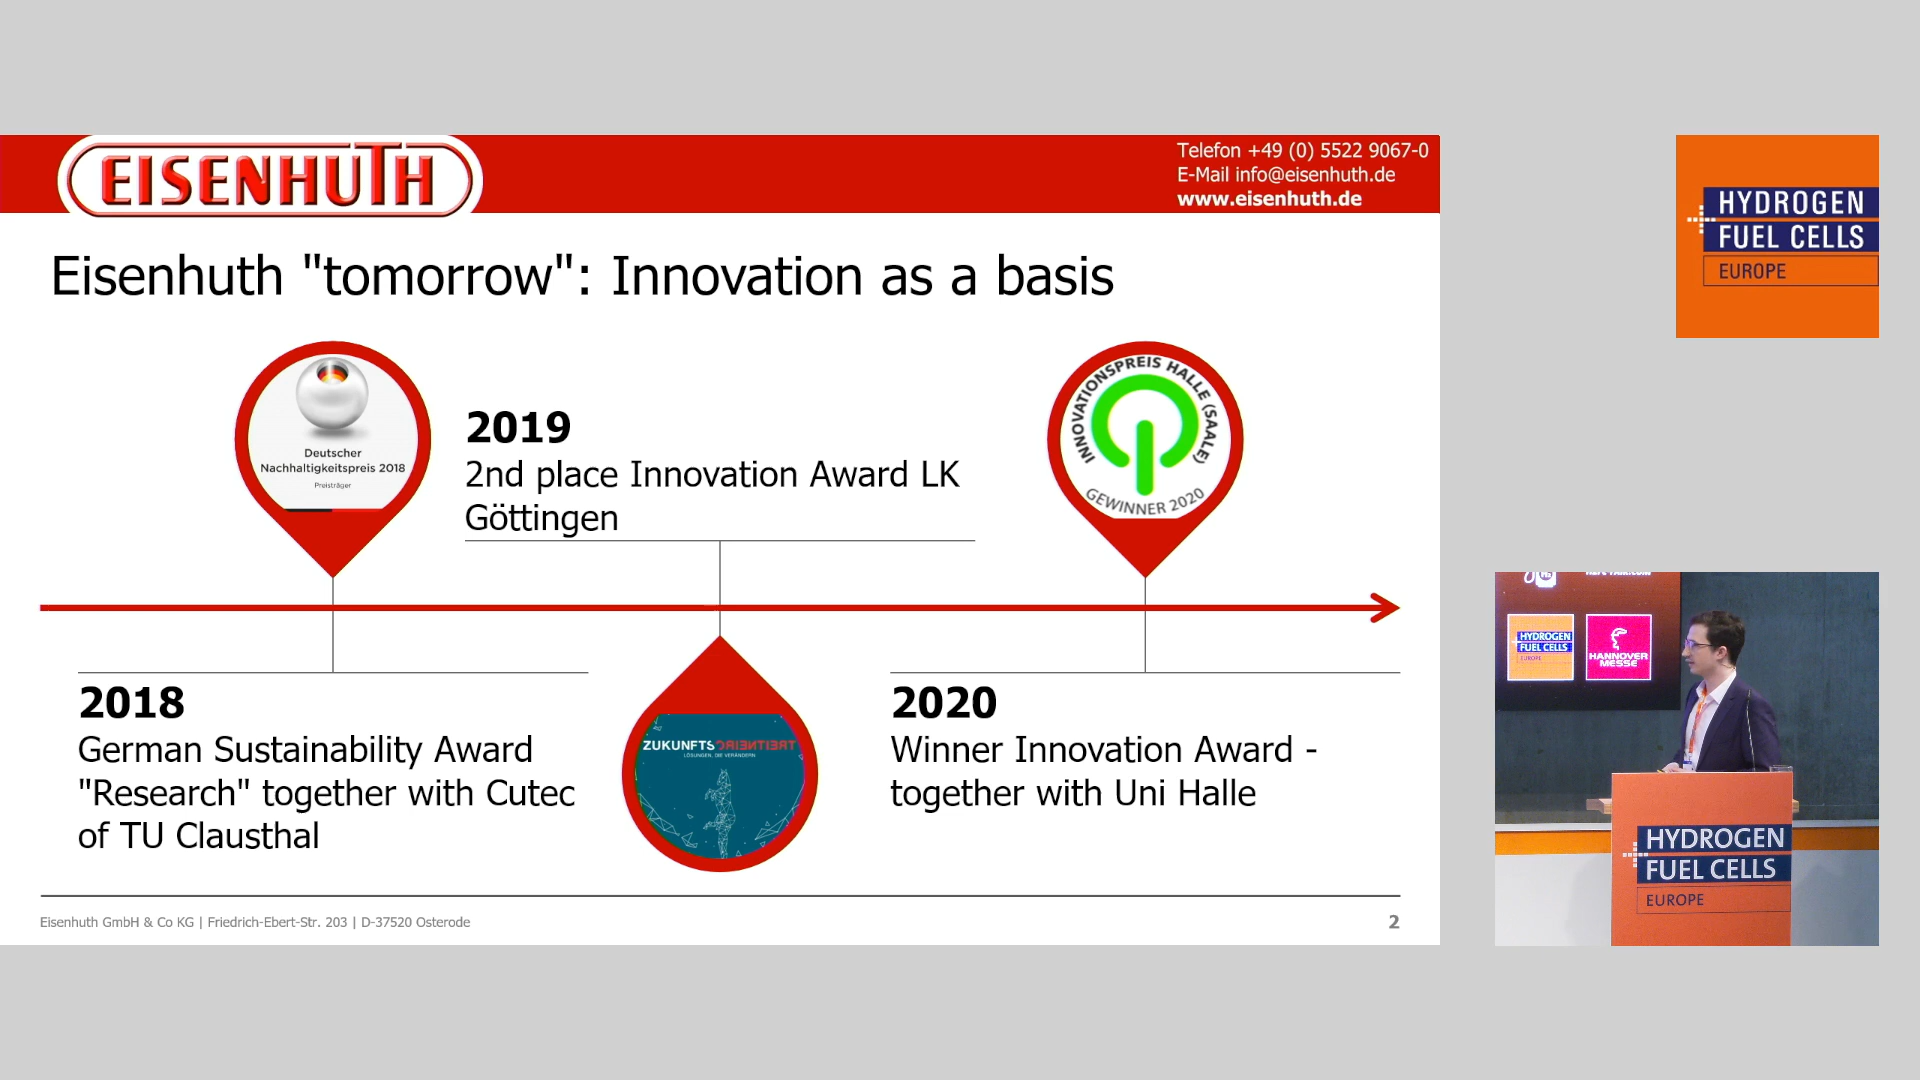 EISENHUTH
Telefon +49 (0) 5522 9067-0
E-Mail info@eisenhuth.de
www.eisenhuth.de
Eisenhuth "tomorrow": Innovation as a basis
Deutscher
Nachhaltigkeitspreis 2018
Preisträger
2019
2nd place Innovation Award LK
Göttingen
INNOVATIONSPREIS HALLE (SAALE)
GEWINNER 2020
2018
German Sustainability Award
"Research" together with Cutec
of TU Clausthal
ZUKUNFTSORIENTIERT
LÖSUNGEN, DIE VERÄNDERN
2020
Winner Innovation Award -
together with Uni Halle
Eisenhuth GmbH & Co KG | Friedrich-Ebert-Str. 203 | D-37520 Osterode
2
HYDROGEN
FUEL CELLS
EUROPE
HYDROGEN
FUEL CELLS
EUROPE
HANNOVER
MESSE
HYDROGEN
FUEL CELLS
EUROPE